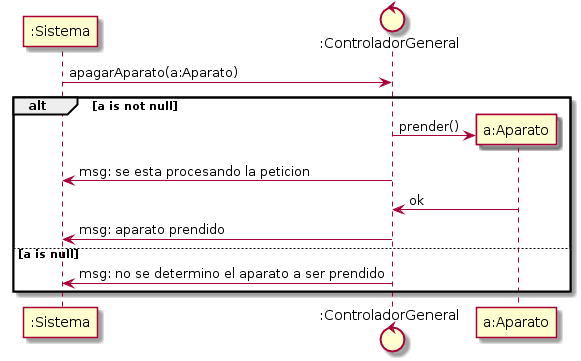 :Sistema
:ControladorGeneral
apagarAparato(a:Aparato)
alt [a is not null]
prender()
a:Aparato
msg: se esta procesando la peticion
ok
msg: aparato prendido
[a is null]
msg: no se determino el aparato a ser prendido
:Sistema
:ControladorGeneral
a:Aparato